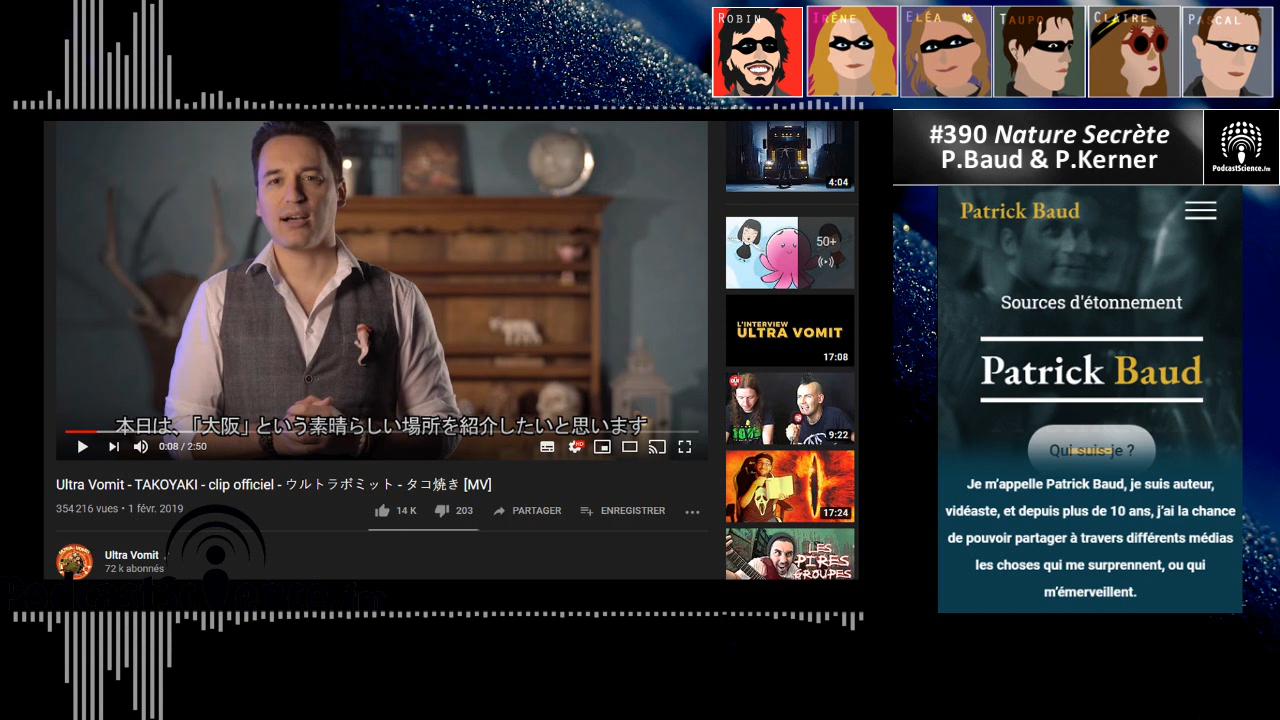 ROBIN
IRÈNE
ELÉA
TAUPO
CLAIRE
PASCAL
#390 Nature Secrète
P.Baud & P.Kerner
PodcastScience.fm
Patrick Baud
Sources d'étonnement
Patrick Baud
Qui suis-je ?
Je m'appelle Patrick Baud, je suis auteur,
vidéaste, et depuis plus de 10 ans, j'ai la chance
de pouvoir partager à travers différents médias
les choses qui me surprennent, ou qui
m'émerveillent.
本日は、「大阪」という素晴らしい場所を紹介したいと思います
0:08 / 2:50
HD
Ultra Vomit - TAKOYAKI - clip officiel - ウルトラボミット - タコ焼き [MV]
354 216 vues • 1 févr. 2019
14 K
203
PARTAGER
ENREGISTRER
Ultra Vomit
72 k abonnés
4:04
50+
L'INTERVIEW
ULTRA VOMIT
17:08
9:22
17:24
LES
PIRES
GROUPES